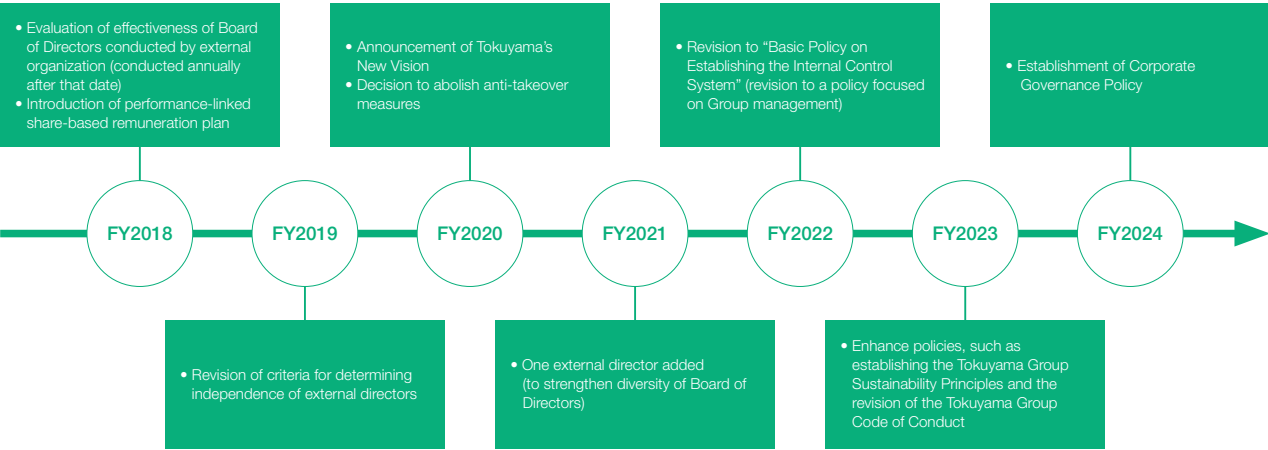 • Evaluation of effectiveness of Board
of Directors conducted by external
organization (conducted annually
after that date)
• Introduction of performance-linked
share-based remuneration plan
• Announcement of Tokuyama’s
New Vision
• Decision to abolish anti-takeover
measures
• Revision to “Basic Policy on
Establishing the Internal Control
System” (revision to a policy focused
on Group management)
• Establishment of Corporate
Governance Policy
FY2018
FY2019
FY2020
FY2021
FY2022
FY2023
FY2024
• Revision of criteria for determining
independence of external directors
• One external director added
(to strengthen diversity of Board of
Directors)
• Enhance policies, such as
establishing the Tokuyama Group
Sustainability Principles and the
revision of the Tokuyama Group
Code of Conduct